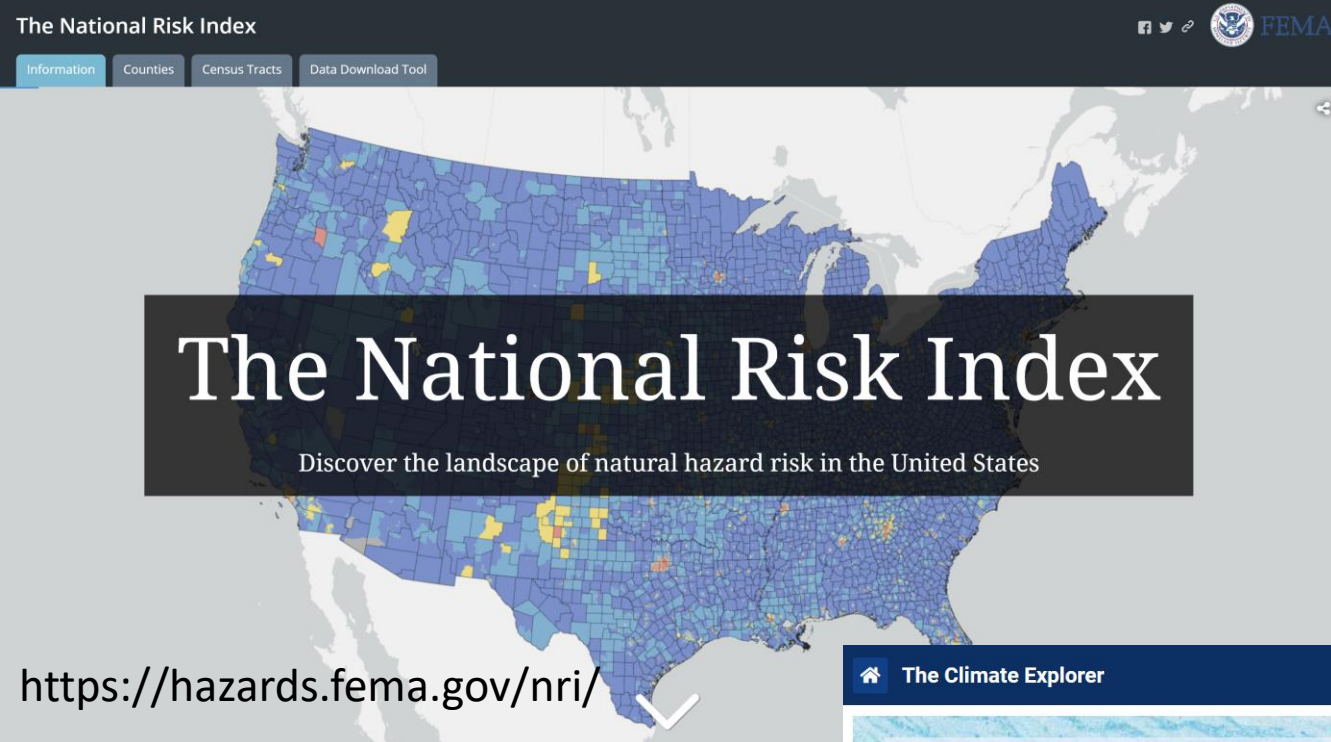 The National Risk Index
FEMA
Information Counties Census Tracts Data Download Tool
The National Risk Index
Discover the landscape of natural hazard risk in the United States
https://hazards.fema.gov/nri/
The Climate Explorer